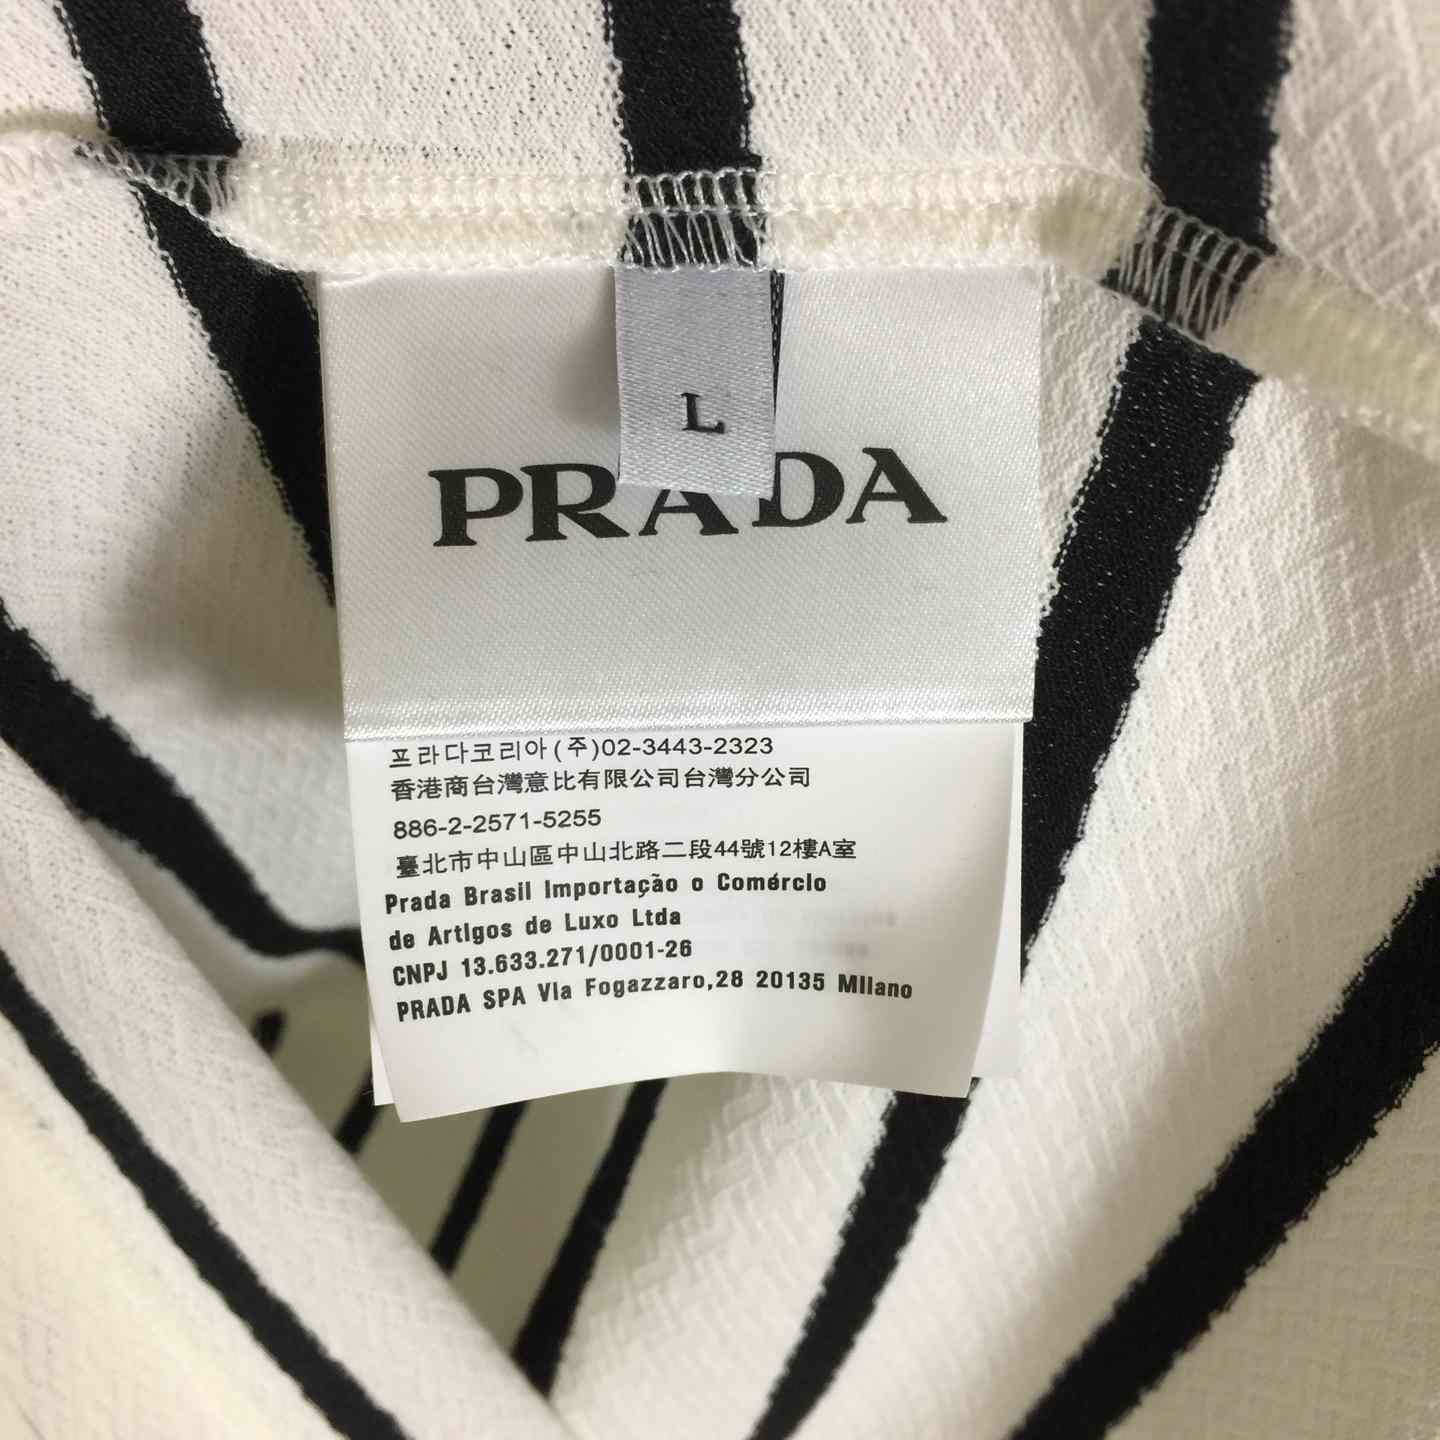 L
PRADA
프라다코리아(주)02-3443-2323
香港商台灣意比有限公司台灣分公司
886-2-2571-5255
臺北市中山區中山北路二段44號12樓A室
Prada Brasil Importação o Comércio
de Artigos de Luxo Ltda
CNPJ 13.633.271/0001-26
PRADA SPA Via Fogazzaro,28 20135 Milano